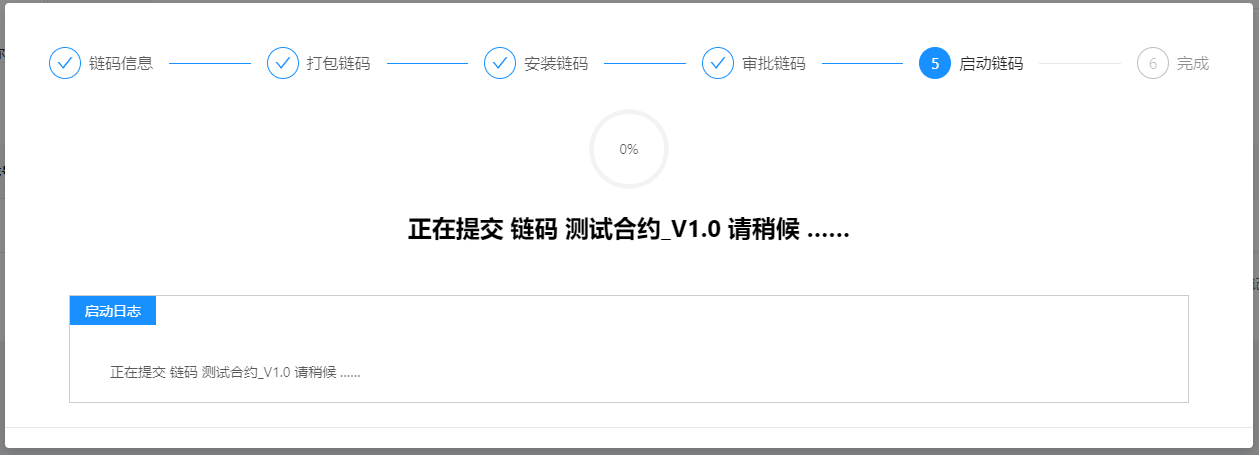 链码信息
打包链码
安装链码
审批链码
5 启动链码
6 完成
0%
正在提交 链码 测试合约_V1.0 请稍候 ……
启动日志
正在提交 链码 测试合约_V1.0 请稍候 ……